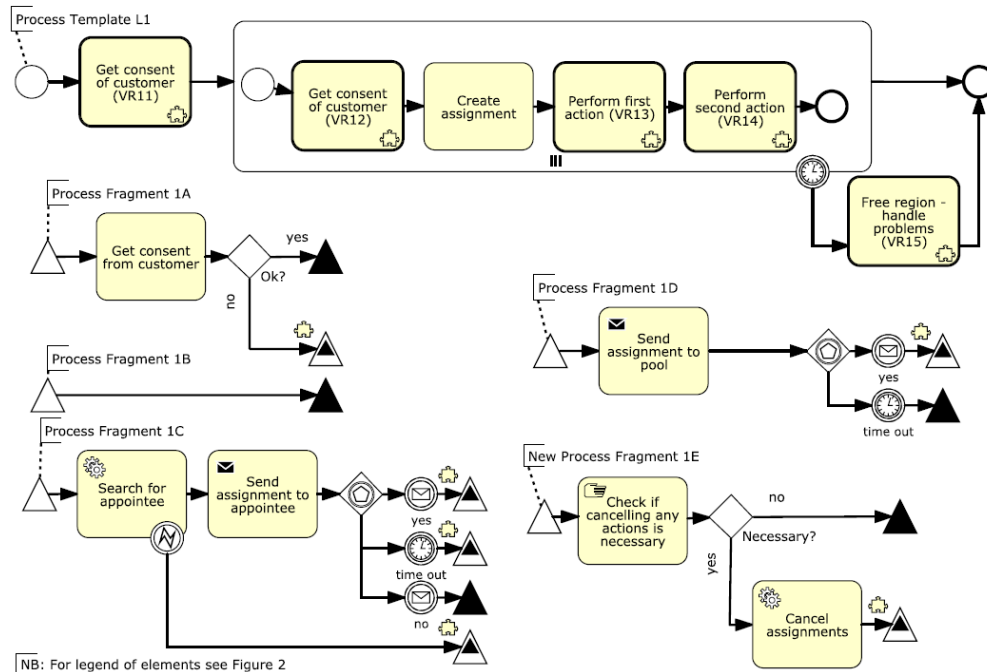 Process Template L1
Get consent
of customer
(VR11)
Get consent
of customer
(VR12)
Create
assignment
Perform first
action (VR13)
Perform
second action
(VR14)
Free region -
handle
problems
(VR15)
Process Fragment 1A
Get consent
from customer
yes
Ok?
no
Process Fragment 1B
Process Fragment 1C
Search for
appointee
Send
assignment to
appointee
yes
time out
no
Process Fragment 1D
Send
assignment to
pool
yes
time out
New Process Fragment 1E
Check if
cancelling any
actions is
necessary
no
Necessary?
yes
Cancel
assignments
NB: For legend of elements see Figure 2